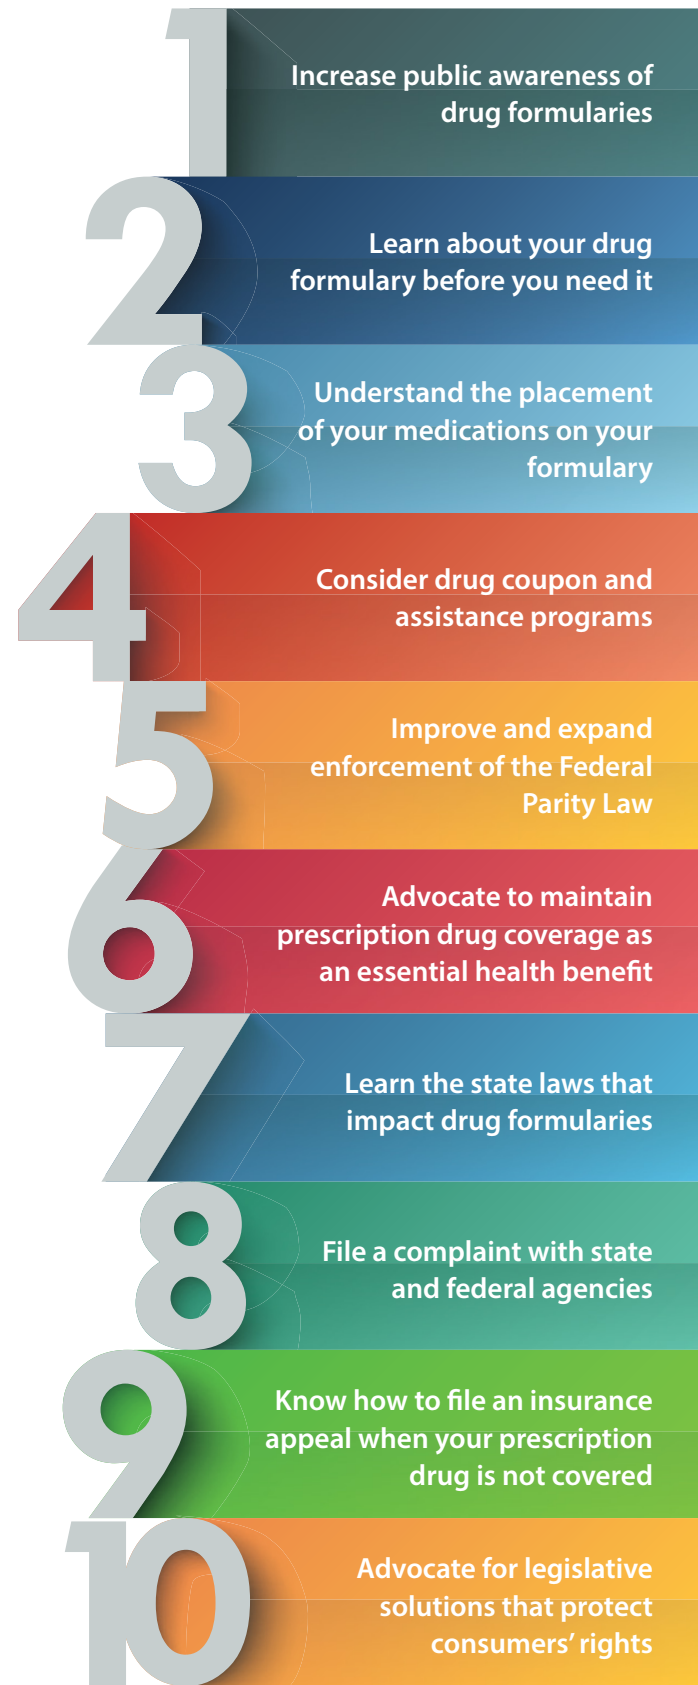 1
Increase public awareness of
drug formularies
2
Learn about your drug
formulary before you need it
3
Understand the placement
of your medications on your
formulary
4
Consider drug coupon and
assistance programs
5
Improve and expand
enforcement of the Federal
Parity Law
6
Advocate to maintain
prescription drug coverage as
an essential health benefit
7
Learn the state laws that
impact drug formularies
8
File a complaint with state
and federal agencies
9
Know how to file an insurance
appeal when your prescription
drug is not covered
10
Advocate for legislative
solutions that protect
consumers’ rights